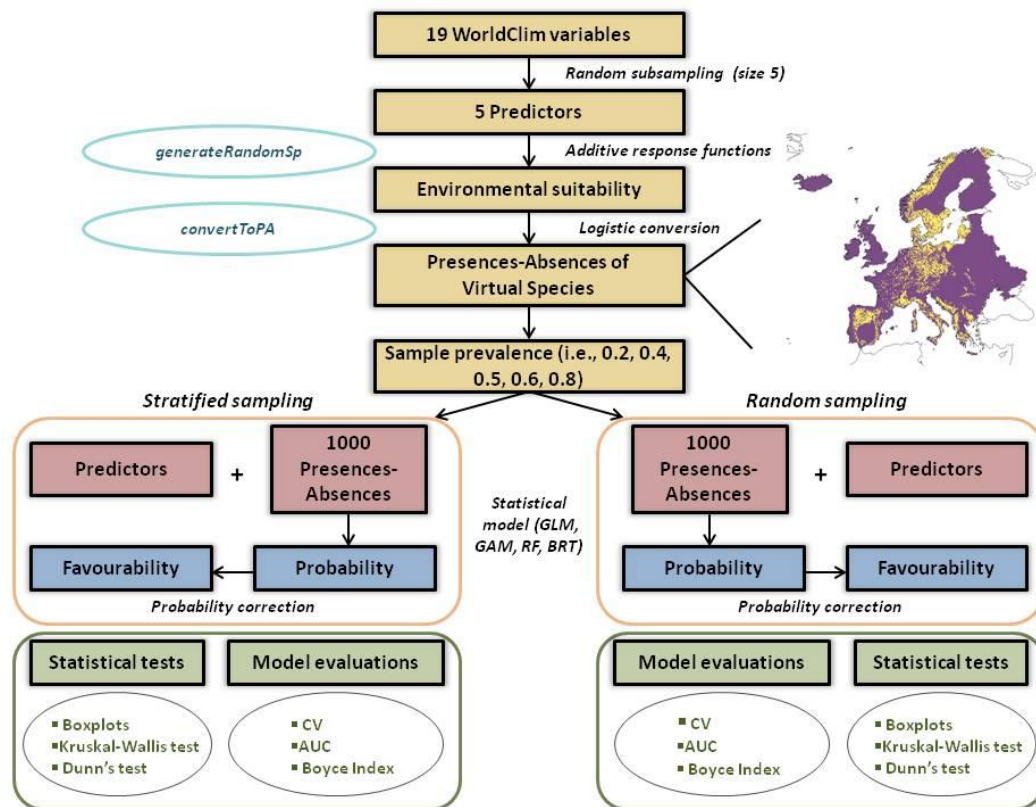 19 WorldClim variables
Random subsampling (size 5)
5 Predictors
generateRandomSp
Additive response functions
Environmental suitability
convertToPA
Logistic conversion
Presences-Absences of
Virtual Species
Sample prevalence (i.e., 0.2, 0.4,
0.5, 0.6, 0.8)
Stratified sampling
Predictors
+
1000
Presences-
Absences
Favourability
Probability
Probability correction
Statistical
model (GLM,
GAM, RF, BRT)
Random sampling
1000
Presences-
Absences
+
Predictors
Probability
Favourability
Probability correction
Statistical tests
▪ Boxplots
▪ Kruskal-Wallis test
▪ Dunn's test
Model evaluations
▪ CV
▪ AUC
▪ Boyce Index
Model evaluations
▪ CV
▪ AUC
▪ Boyce Index
Statistical tests
▪ Boxplots
▪ Kruskal-Wallis test
▪ Dunn's test